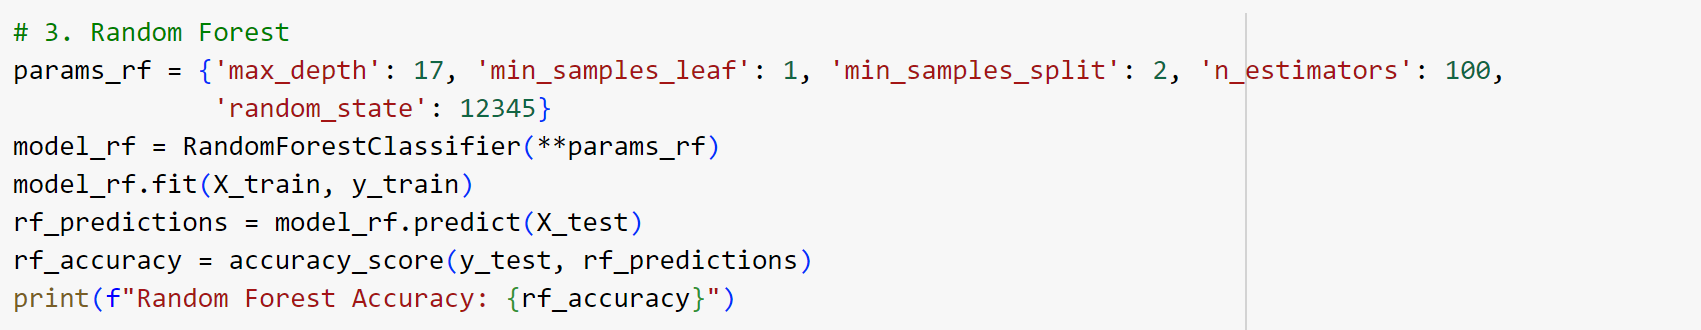 # 3. Random Forest
params_rf = {'max_depth': 17, 'min_samples_leaf': 1, 'min_samples_split': 2, 'n_estimators': 100,
             'random_state': 12345}
model_rf = RandomForestClassifier(**params_rf)
model_rf.fit(X_train, y_train)
rf_predictions = model_rf.predict(X_test)
rf_accuracy = accuracy_score(y_test, rf_predictions)
print(f"Random Forest Accuracy: {rf_accuracy}")